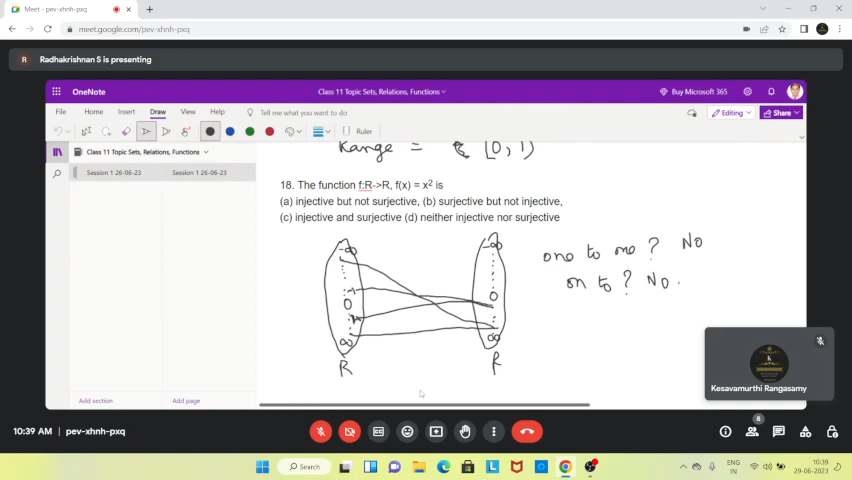 Meet - pev-xhnh-pxq
meet.google.com/pev-xhnh-pxq
R Radhakrishnan S is presenting
OneNote
Class 11 Topic Sets, Relations, Functions
Buy Microsoft 365
File Home Insert Draw View Help Tell me what you want to do
Editing Share
Ruler
Class 11 Topic Sets, Relations, Functions
Session 1 26-06-23 Session 1 26-06-23
Range = [0, 1)
18. The function f:R->R, f(x) = x² is
(a) injective but not surjective, (b) surjective but not injective,
(c) injective and surjective (d) neither injective nor surjective
-∞ -∞
one to one? No
on to? No.
0 0
∞ ∞
R R
K
Kesavamurthi Rangasamy
Add section Add page
10:39 AM pev-xhnh-pxq
8
Search
ENG
IN
10:39
29-06-2023